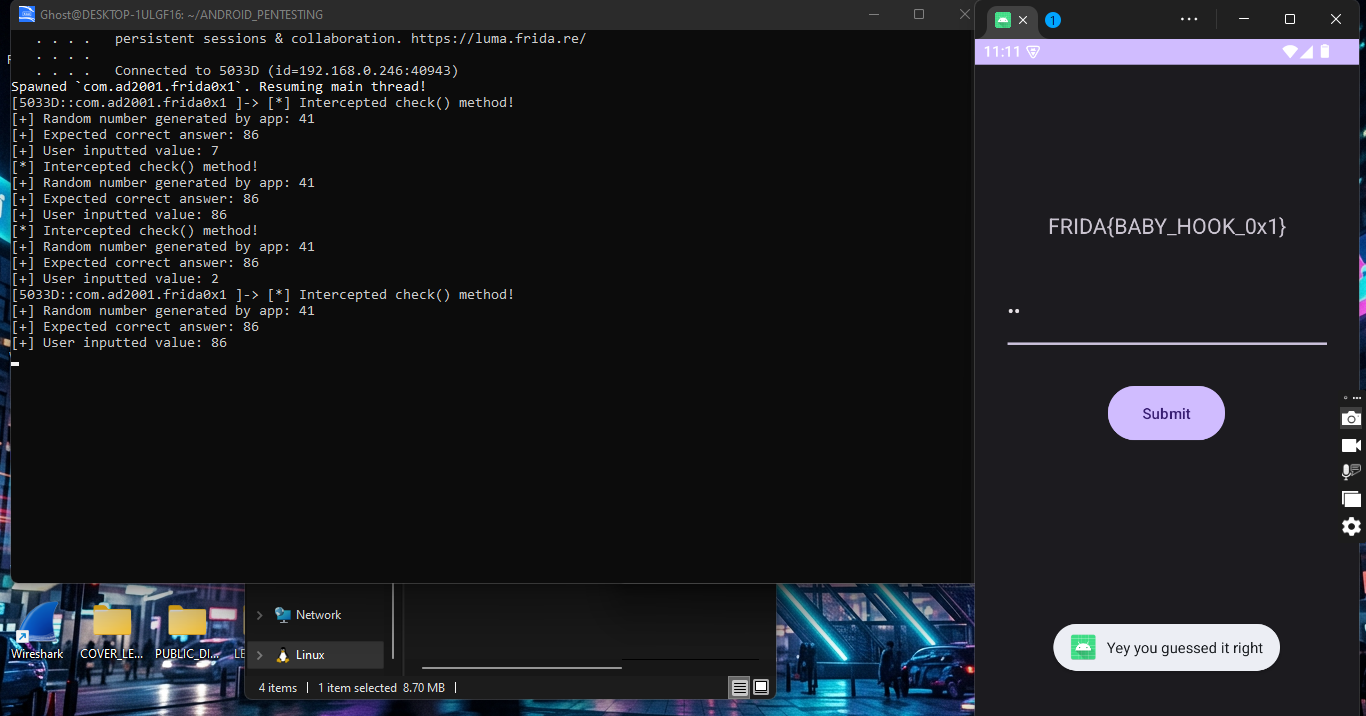 Ghost@DESKTOP-1ULGF16: ~/ANDROID_PENTESTING
. . . .   persistent sessions & collaboration. https://luma.frida.re/
. . . .
. . . .   Connected to 5033D (id=192.168.0.246:40943)
Spawned `com.ad2001.frida0x1`. Resuming main thread!
[5033D::com.ad2001.frida0x1 ]-> [*] Intercepted check() method!
[+] Random number generated by app: 41
[+] Expected correct answer: 86
[+] User inputted value: 7
[*] Intercepted check() method!
[+] Random number generated by app: 41
[+] Expected correct answer: 86
[+] User inputted value: 86
[*] Intercepted check() method!
[+] Random number generated by app: 41
[+] Expected correct answer: 86
[+] User inputted value: 2
[5033D::com.ad2001.frida0x1 ]-> [*] Intercepted check() method!
[+] Random number generated by app: 41
[+] Expected correct answer: 86
[+] User inputted value: 86
1
11:11
FRIDA{BABY_HOOK_0x1}
••
Submit
Yey you guessed it right
Wireshark
COVER_LE...
PUBLIC_DI...
LE
Network
Linux
4 items
1 item selected 8.70 MB